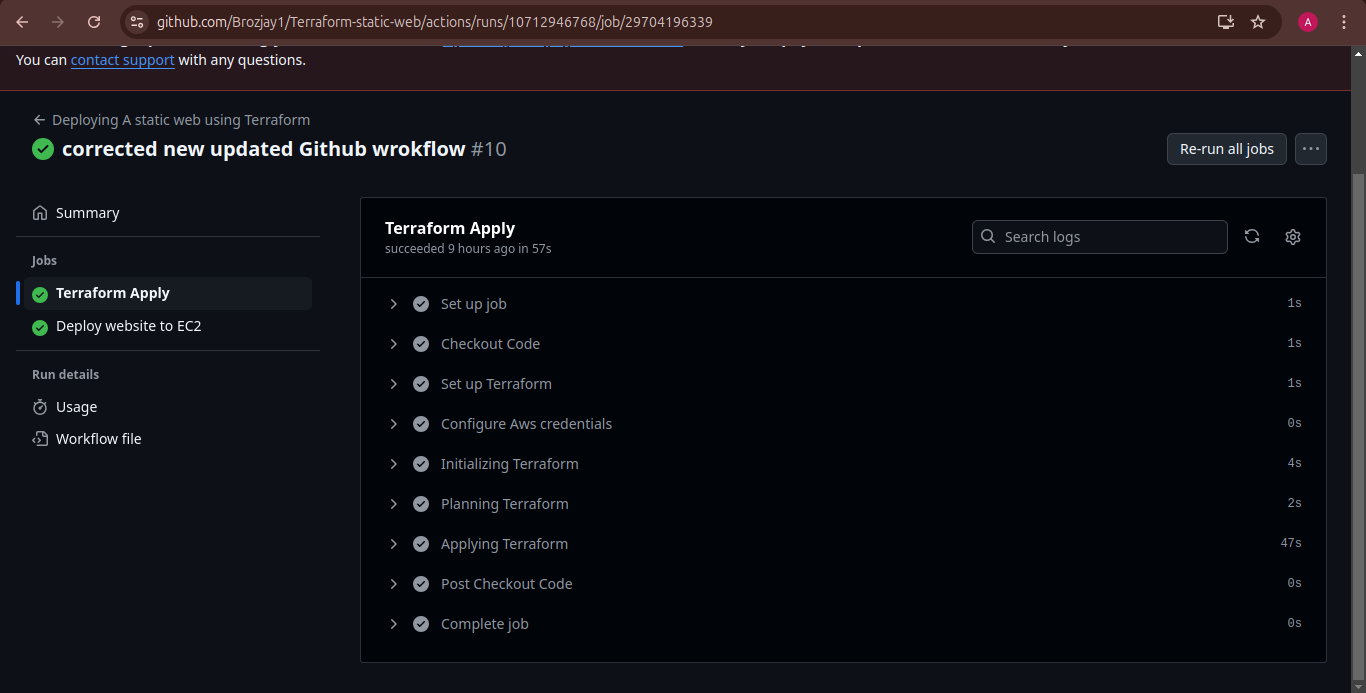 github.com/Brozjay1/Terraform-static-web/actions/runs/10712946768/job/29704196339
A
You can contact support with any questions.
Deploying A static web using Terraform
corrected new updated Github wrokflow #10
Re-run all jobs
Summary
Jobs
Terraform Apply
Deploy website to EC2
Run details
Usage
Workflow file
Terraform Apply
succeeded 9 hours ago in 57s
Search logs
Set up job 1s
Checkout Code 1s
Set up Terraform 1s
Configure Aws credentials 0s
Initializing Terraform 4s
Planning Terraform 2s
Applying Terraform 47s
Post Checkout Code 0s
Complete job 0s